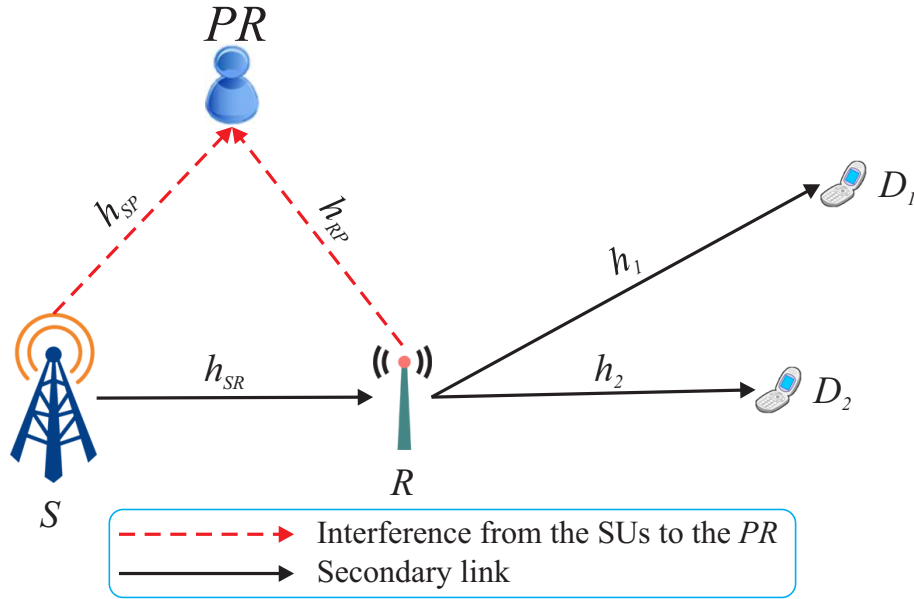 PR
h_SP
h_RP
D_1
h_1
h_SR
h_2
D_2
S
R
Interference from the SUs to the PR
Secondary link